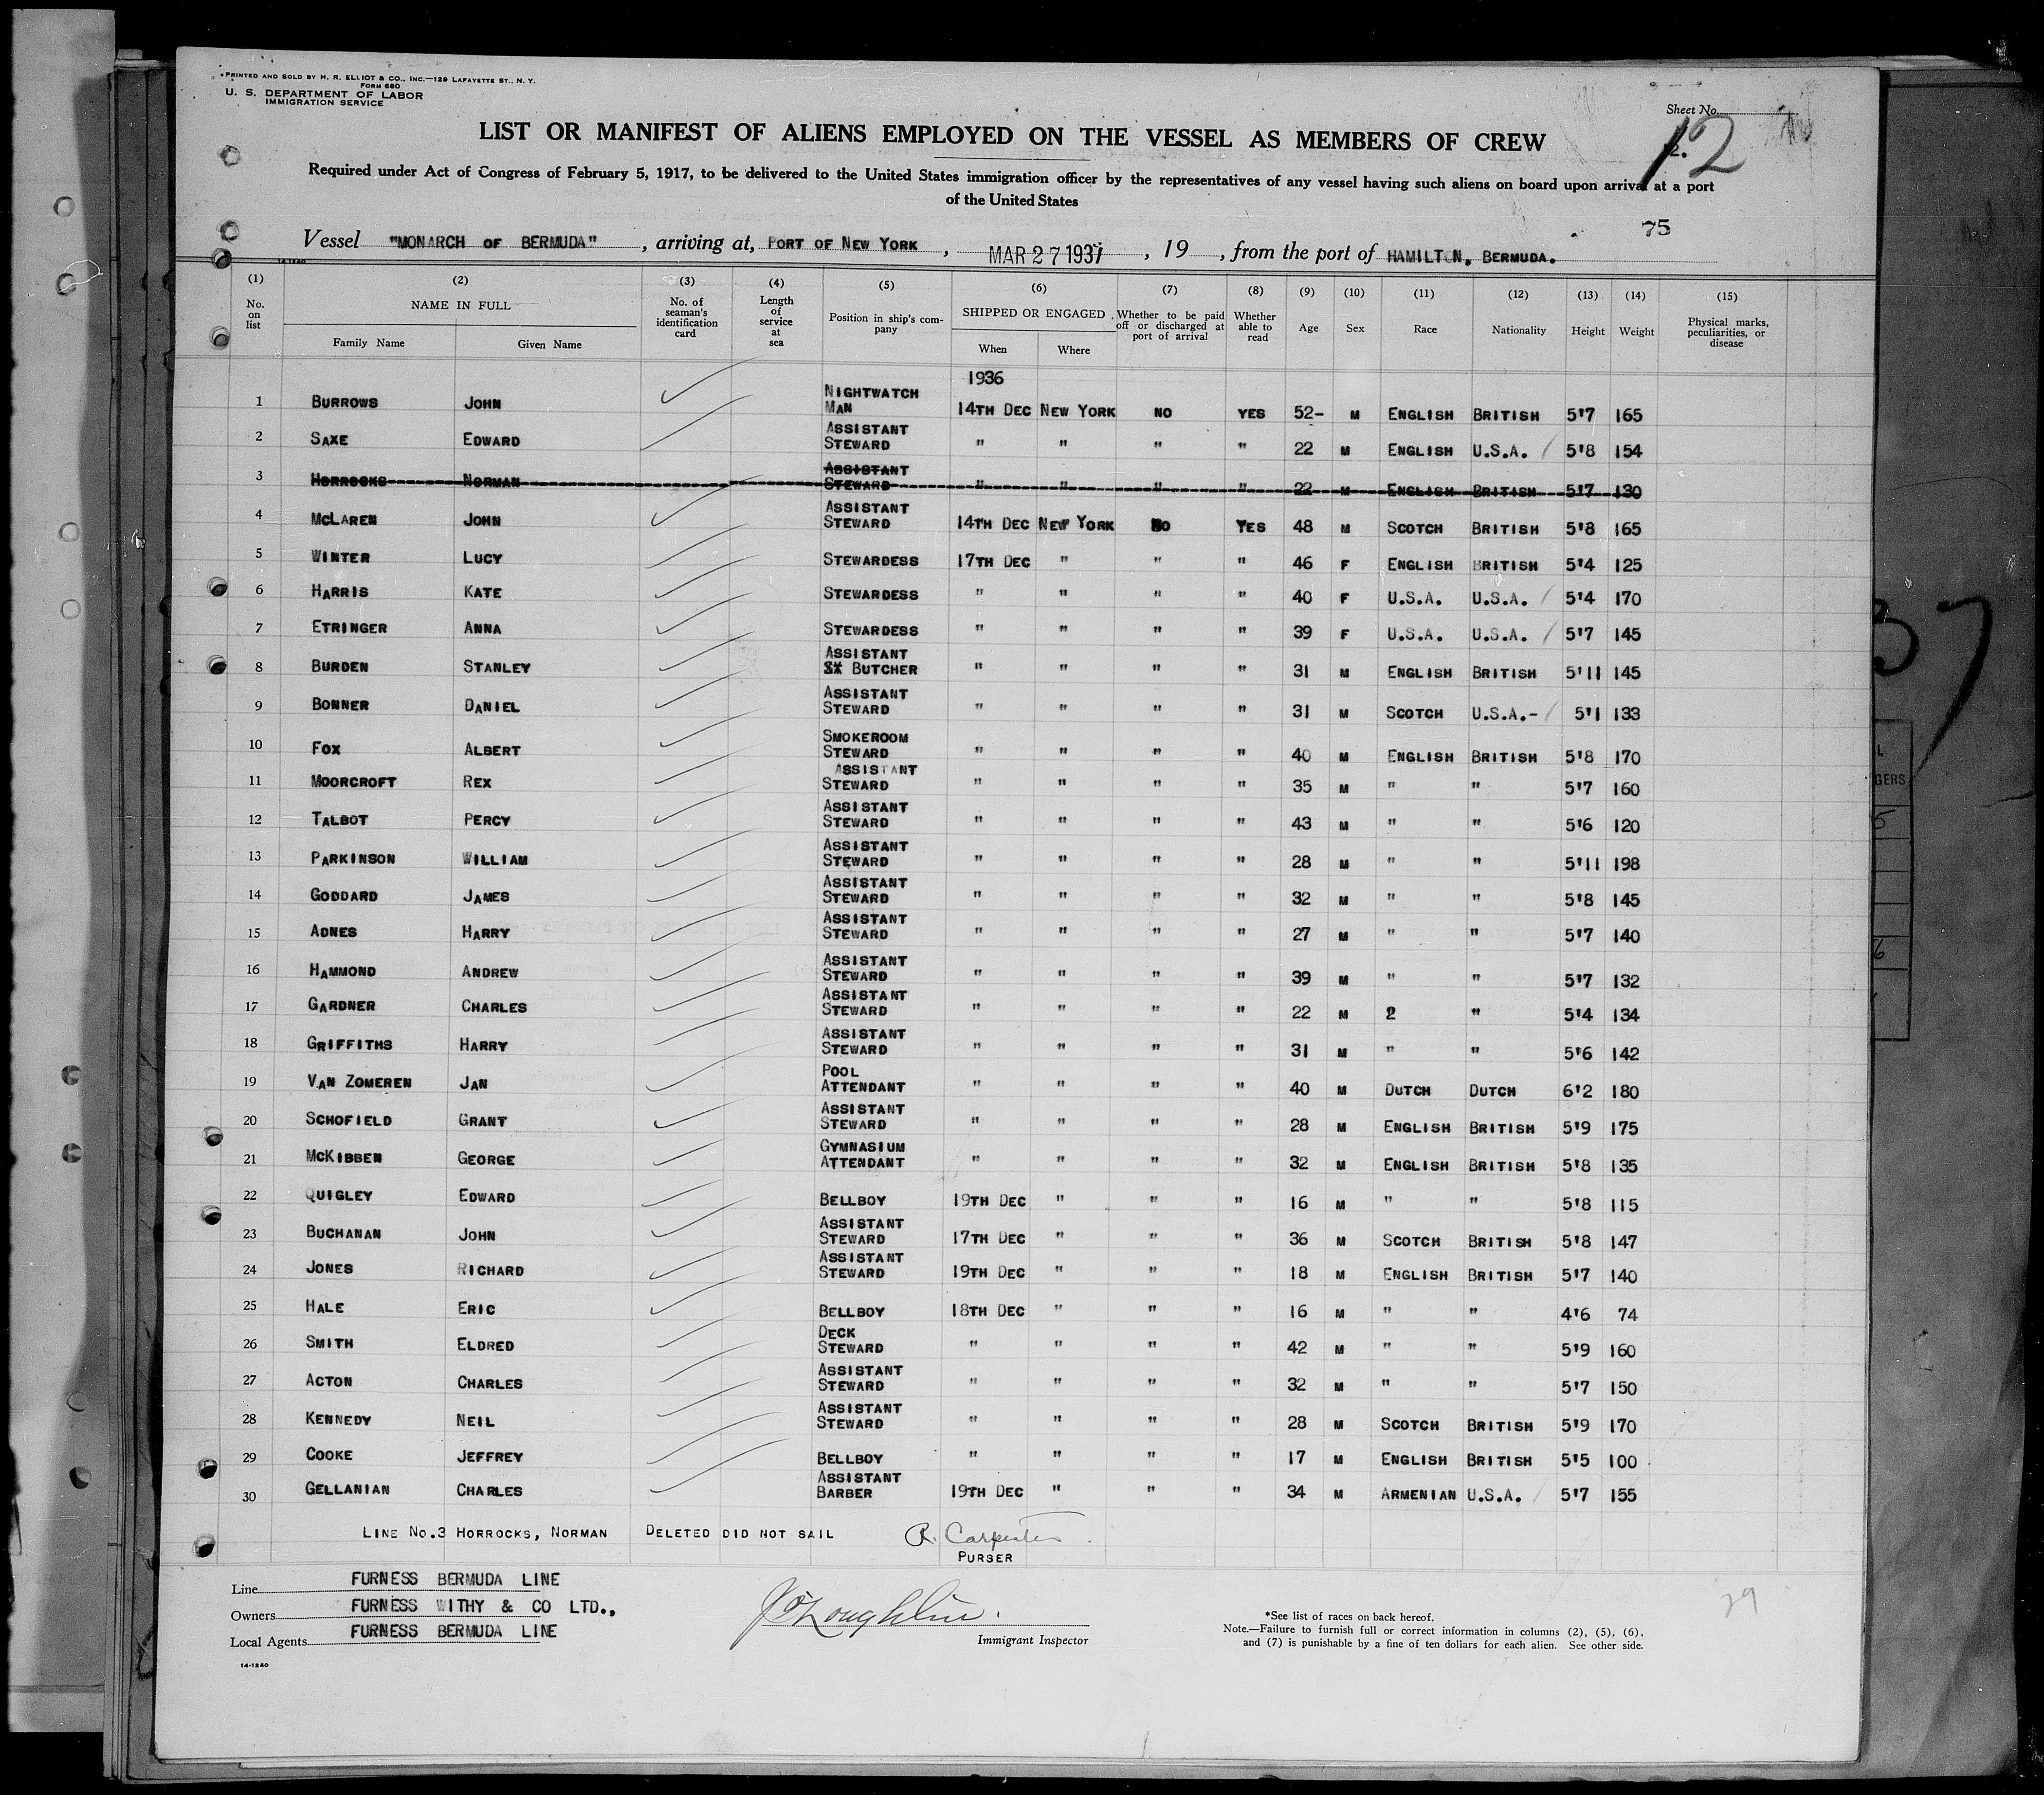 *PRINTED AND SOLD BY H. R. ELLIOT & CO., INC.—129 LAFAYETTE ST., N. Y.
FORM 680
U. S. DEPARTMENT OF LABOR
IMMIGRATION SERVICE
Sheet No.
12
LIST OR MANIFEST OF ALIENS EMPLOYED ON THE VESSEL AS MEMBERS OF CREW
Required under Act of Congress of February 5, 1917, to be delivered to the United States immigration officer by the representatives of any vessel having such aliens on board upon arrival at a port
of the United States
75
Vessel "MONARCH OF BERMUDA", arriving at, PORT OF NEW YORK, MAR 27 1937, 19, from the port of HAMILTON, BERMUDA.
14-1240
(1) (2) (3) (4) (5) (6) (7) (8) (9) (10) (11) (12) (13) (14) (15)
No. on list NAME IN FULL Family Name Given Name No. of seaman's identification card Length of service at sea Position in ship's company SHIPPED OR ENGAGED When Where Whether to be paid off or discharged at port of arrival Whether able to read Age Sex Race Nationality Height Weight Physical marks, peculiarities, or disease
1936
1 BURROWS JOHN NIGHTWATCH MAN 14TH DEC NEW YORK NO YES 52- M ENGLISH BRITISH 5'7 165
2 SAXE EDWARD ASSISTANT STEWARD " " " " 22 M ENGLISH U.S.A. / 5'8 154
3 HORROCKS NORMAN ASSISTANT STEWARD " " " " 22 M ENGLISH BRITISH 5'7 130
4 MCLAREN JOHN ASSISTANT STEWARD 14TH DEC NEW YORK NO YES 48 M SCOTCH BRITISH 5'8 165
5 WINTER LUCY STEWARDESS 17TH DEC " " " 46 F ENGLISH BRITISH 5'4 125
6 HARRIS KATE STEWARDESS " " " " 40 F U.S.A. U.S.A. / 5'4 170
7 ETRINGER ANNA STEWARDESS " " " " 39 F U.S.A. U.S.A. / 5'7 145
8 BURDEN STANLEY ASSISTANT BUTCHER " " " " 31 M ENGLISH BRITISH 5'11 145
9 BONNER DANIEL ASSISTANT STEWARD " " " " 31 M SCOTCH U.S.A.- / 5'1 133
10 FOX ALBERT SMOKEROOM STEWARD " " " " 40 M ENGLISH BRITISH 5'8 170
11 MOORCROFT REX ASSISTANT STEWARD " " " " 35 M " " 5'7 160
12 TALBOT PERCY ASSISTANT STEWARD " " " " 43 M " " 5'6 120
13 PARKINSON WILLIAM ASSISTANT STEWARD " " " " 28 M " " 5'11 198
14 GODDARD JAMES ASSISTANT STEWARD " " " " 32 M " " 5'8 145
15 ADNES HARRY ASSISTANT STEWARD " " " " 27 M " " 5'7 140
16 HAMMOND ANDREW ASSISTANT STEWARD " " " " 39 M " " 5'7 132
17 GARDNER CHARLES ASSISTANT STEWARD " " " " 22 M 2 " 5'4 134
18 GRIFFITHS HARRY ASSISTANT STEWARD " " " " 31 M " " 5'6 142
19 VAN ZOMEREN JAN POOL ATTENDANT " " " " 40 M DUTCH DUTCH 6'2 180
20 SCHOFIELD GRANT ASSISTANT STEWARD " " " " 28 M ENGLISH BRITISH 5'9 175
21 MCKIBBEN GEORGE GYMNASIUM ATTENDANT " " " " 32 M ENGLISH BRITISH 5'8 135
22 QUIGLEY EDWARD BELLBOY 19TH DEC " " " 16 M " " 5'8 115
23 BUCHANAN JOHN ASSISTANT STEWARD 17TH DEC " " " 36 M SCOTCH BRITISH 5'8 147
24 JONES RICHARD ASSISTANT STEWARD 19TH DEC " " " 18 M ENGLISH BRITISH 5'7 140
25 HALE ERIC BELLBOY 18TH DEC " " " 16 M " " 4'6 74
26 SMITH ELDRED DECK STEWARD " " " " 42 M " " 5'9 160
27 ACTON CHARLES ASSISTANT STEWARD " " " " 32 M " " 5'7 150
28 KENNEDY NEIL ASSISTANT STEWARD " " " " 28 M SCOTCH BRITISH 5'9 170
29 COOKE JEFFREY BELLBOY " " " " 17 M ENGLISH BRITISH 5'5 100
30 GELLANIAN CHARLES ASSISTANT BARBER 19TH DEC " " " 34 M ARMENIAN U.S.A. / 5'7 155
LINE NO.3 HORROCKS, NORMAN DELETED DID NOT SAIL R. Carpenter
PURSER
Line FURNESS BERMUDA LINE
Owners FURNESS WITHY & CO LTD.,
Local Agents FURNESS BERMUDA LINE
14-1240
J O'Loughlin.
Immigrant Inspector
29
*See list of races on back hereof.
Note.—Failure to furnish full or correct information in columns (2), (5), (6),
and (7) is punishable by a fine of ten dollars for each alien. See other side.
37
L
GERS
5
6